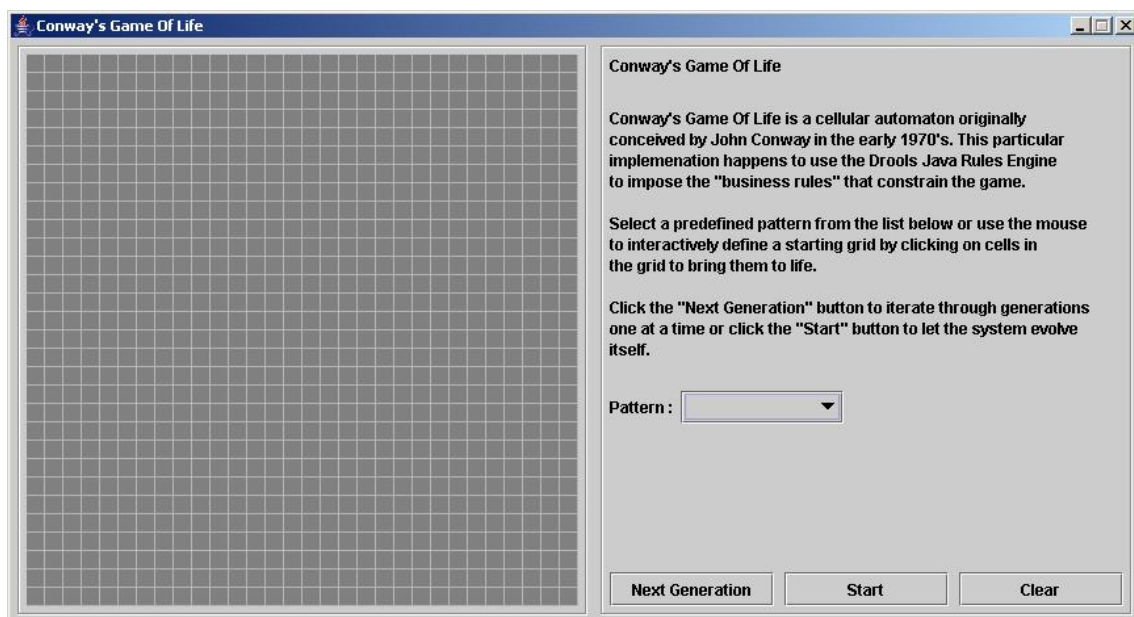 Conway's Game Of Life
Conway's Game Of Life
Conway's Game Of Life is a cellular automaton originally
conceived by John Conway in the early 1970's. This particular
implemenation happens to use the Drools Java Rules Engine
to impose the "business rules" that constrain the game.
Select a predefined pattern from the list below or use the mouse
to interactively define a starting grid by clicking on cells in
the grid to bring them to life.
Click the "Next Generation" button to iterate through generations
one at a time or click the "Start" button to let the system evolve
itself.
Pattern :
Next Generation Start Clear